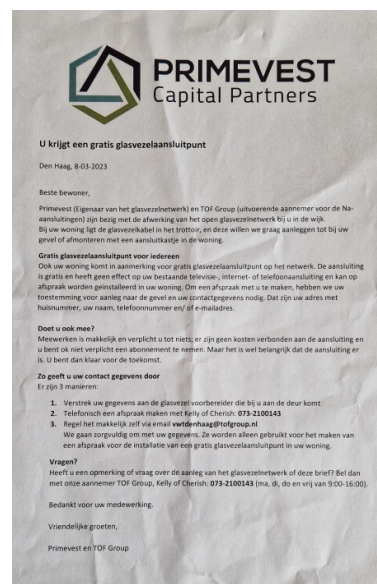 PRIMEVEST
Capital Partners
U krijgt een gratis glasvezelaansluitpunt
Den Haag, 8-03-2023
Beste bewoner,
Primevest (Eigenaar van het glasvezelnetwerk) en TOF Group (uitvoerende aannemer voor de Na-
aansluitingen) zijn bezig met de afwerking van het open glasvezelnetwerk bij u in de wijk.
Bij uw woning ligt de glasvezelkabel in het trottoir, en deze willen we graag aanleggen tot bij uw
gevel of afmonteren met een aansluitkastje in de woning.
Gratis glasvezelaansluitpunt voor iedereen
Ook uw woning komt in aanmerking voor gratis glasvezelaansluitpunt op het netwerk. De aansluiting
is gratis en heeft geen effect op uw bestaande televisie-, internet- of telefoonaansluiting en kan op
afspraak worden geïnstalleerd in uw woning. Om een afspraak met u te maken, hebben we uw
toestemming voor aanleg naar de gevel en uw contactgegevens nodig. Dat zijn uw adres met
huisnummer, uw naam, telefoonnummer en/ of e-mailadres.
Doet u ook mee?
Meewerken is makkelijk en verplicht u tot niets; er zijn geen kosten verbonden aan de aansluiting en
u bent ook niet verplicht een abonnement te nemen. Maar het is wel belangrijk dat de aansluiting er
is. U bent dan klaar voor de toekomst.
Zo geeft u uw contact gegevens door
Er zijn 3 manieren:
1. Verstrek uw gegevens aan de glasvezel voorbereider die bij u aan de deur komt
2. Telefonisch een afspraak maken met Kelly of Cherish: 073-2100143
3. Regel het makkelijk zelf via email vwtdenhaag@tofgroup.nl
We gaan zorgvuldig om met uw gegevens. Ze worden alleen gebruikt voor het maken van
een afspraak voor de installatie van een gratis glasvezelaansluitpunt in uw woning.
Vragen?
Heeft u een opmerking of vraag over de aanleg van het glasvezelnetwerk of deze brief? Bel dan
met onze aannemer TOF Group, Kelly of Cherish: 073-2100143 (ma, di, do en vrij van 9:00-16:00).
Bedankt voor uw medewerking.
Vriendelijke groeten,
Primevest en TOF Group